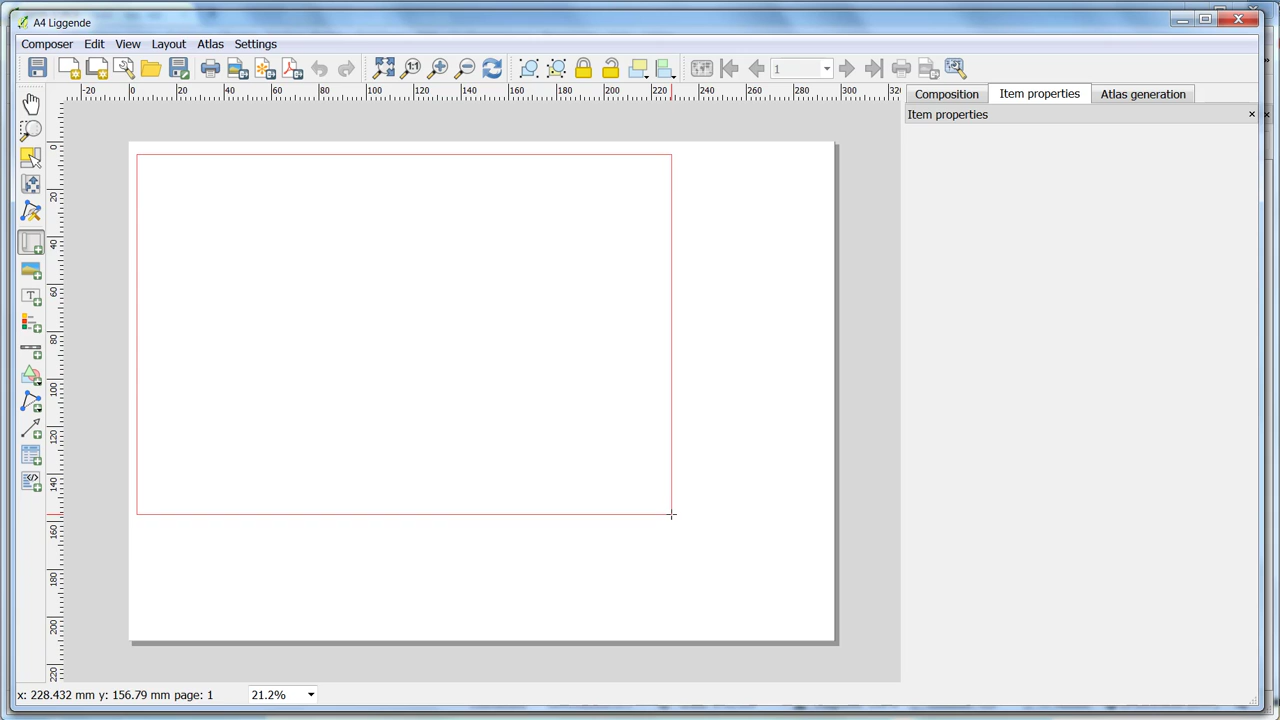 A4 Liggende
Composer Edit View Layout Atlas Settings
1
Composition Item properties Atlas generation
Item properties
-20 0 20 40 60 80 100 120 140 160 180 200 220 240 260 280 300 320
0
20
40
60
80
100
120
140
160
180
200
220
x: 228.432 mm y: 156.79 mm page: 1 21.2%